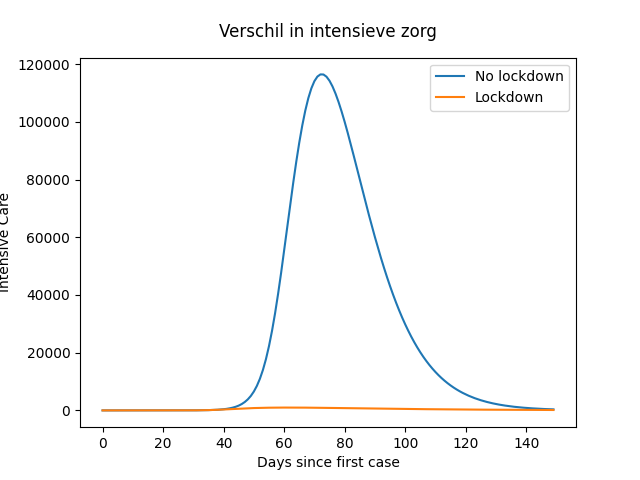 Verschil in intensieve zorg
No lockdown
Lockdown
120000
100000
80000
60000
40000
20000
0
Intensive Care
0 20 40 60 80 100 120 140
Days since first case